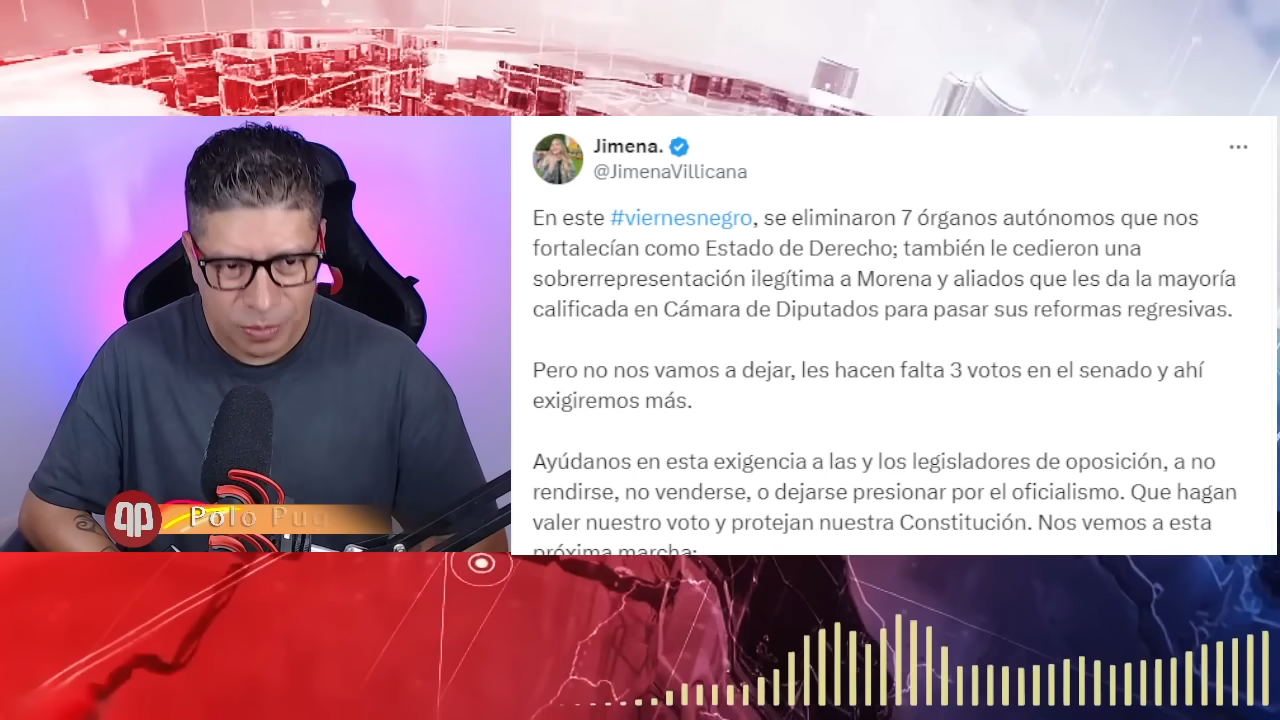 Jimena.
@JimenaVillicana
En este #viernesnegro, se eliminaron 7 órganos autónomos que nos
fortalecían como Estado de Derecho; también le cedieron una
sobrerrepresentación ilegítima a Morena y aliados que les da la mayoría
calificada en Cámara de Diputados para pasar sus reformas regresivas.
Pero no nos vamos a dejar, les hacen falta 3 votos en el senado y ahí
exigiremos más.
Ayúdanos en esta exigencia a las y los legisladores de oposición, a no
rendirse, no venderse, o dejarse presionar por el oficialismo. Que hagan
valer nuestro voto y protejan nuestra Constitución. Nos vemos a esta
próxima marcha:
Polo Pug